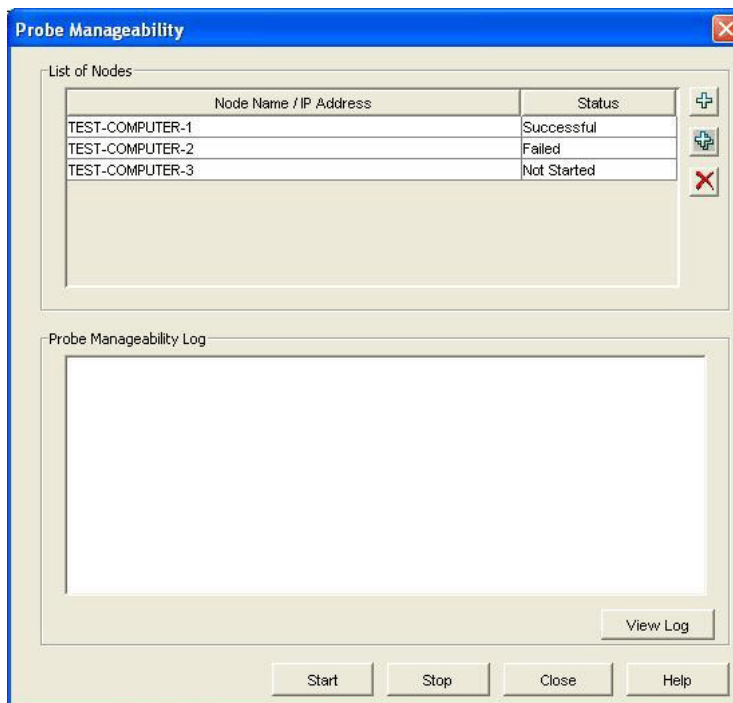 Probe Manageability
List of Nodes
Node Name / IP Address Status
TEST-COMPUTER-1 Successful
TEST-COMPUTER-2 Failed
TEST-COMPUTER-3 Not Started
Probe Manageability Log
View Log
Start Stop Close Help